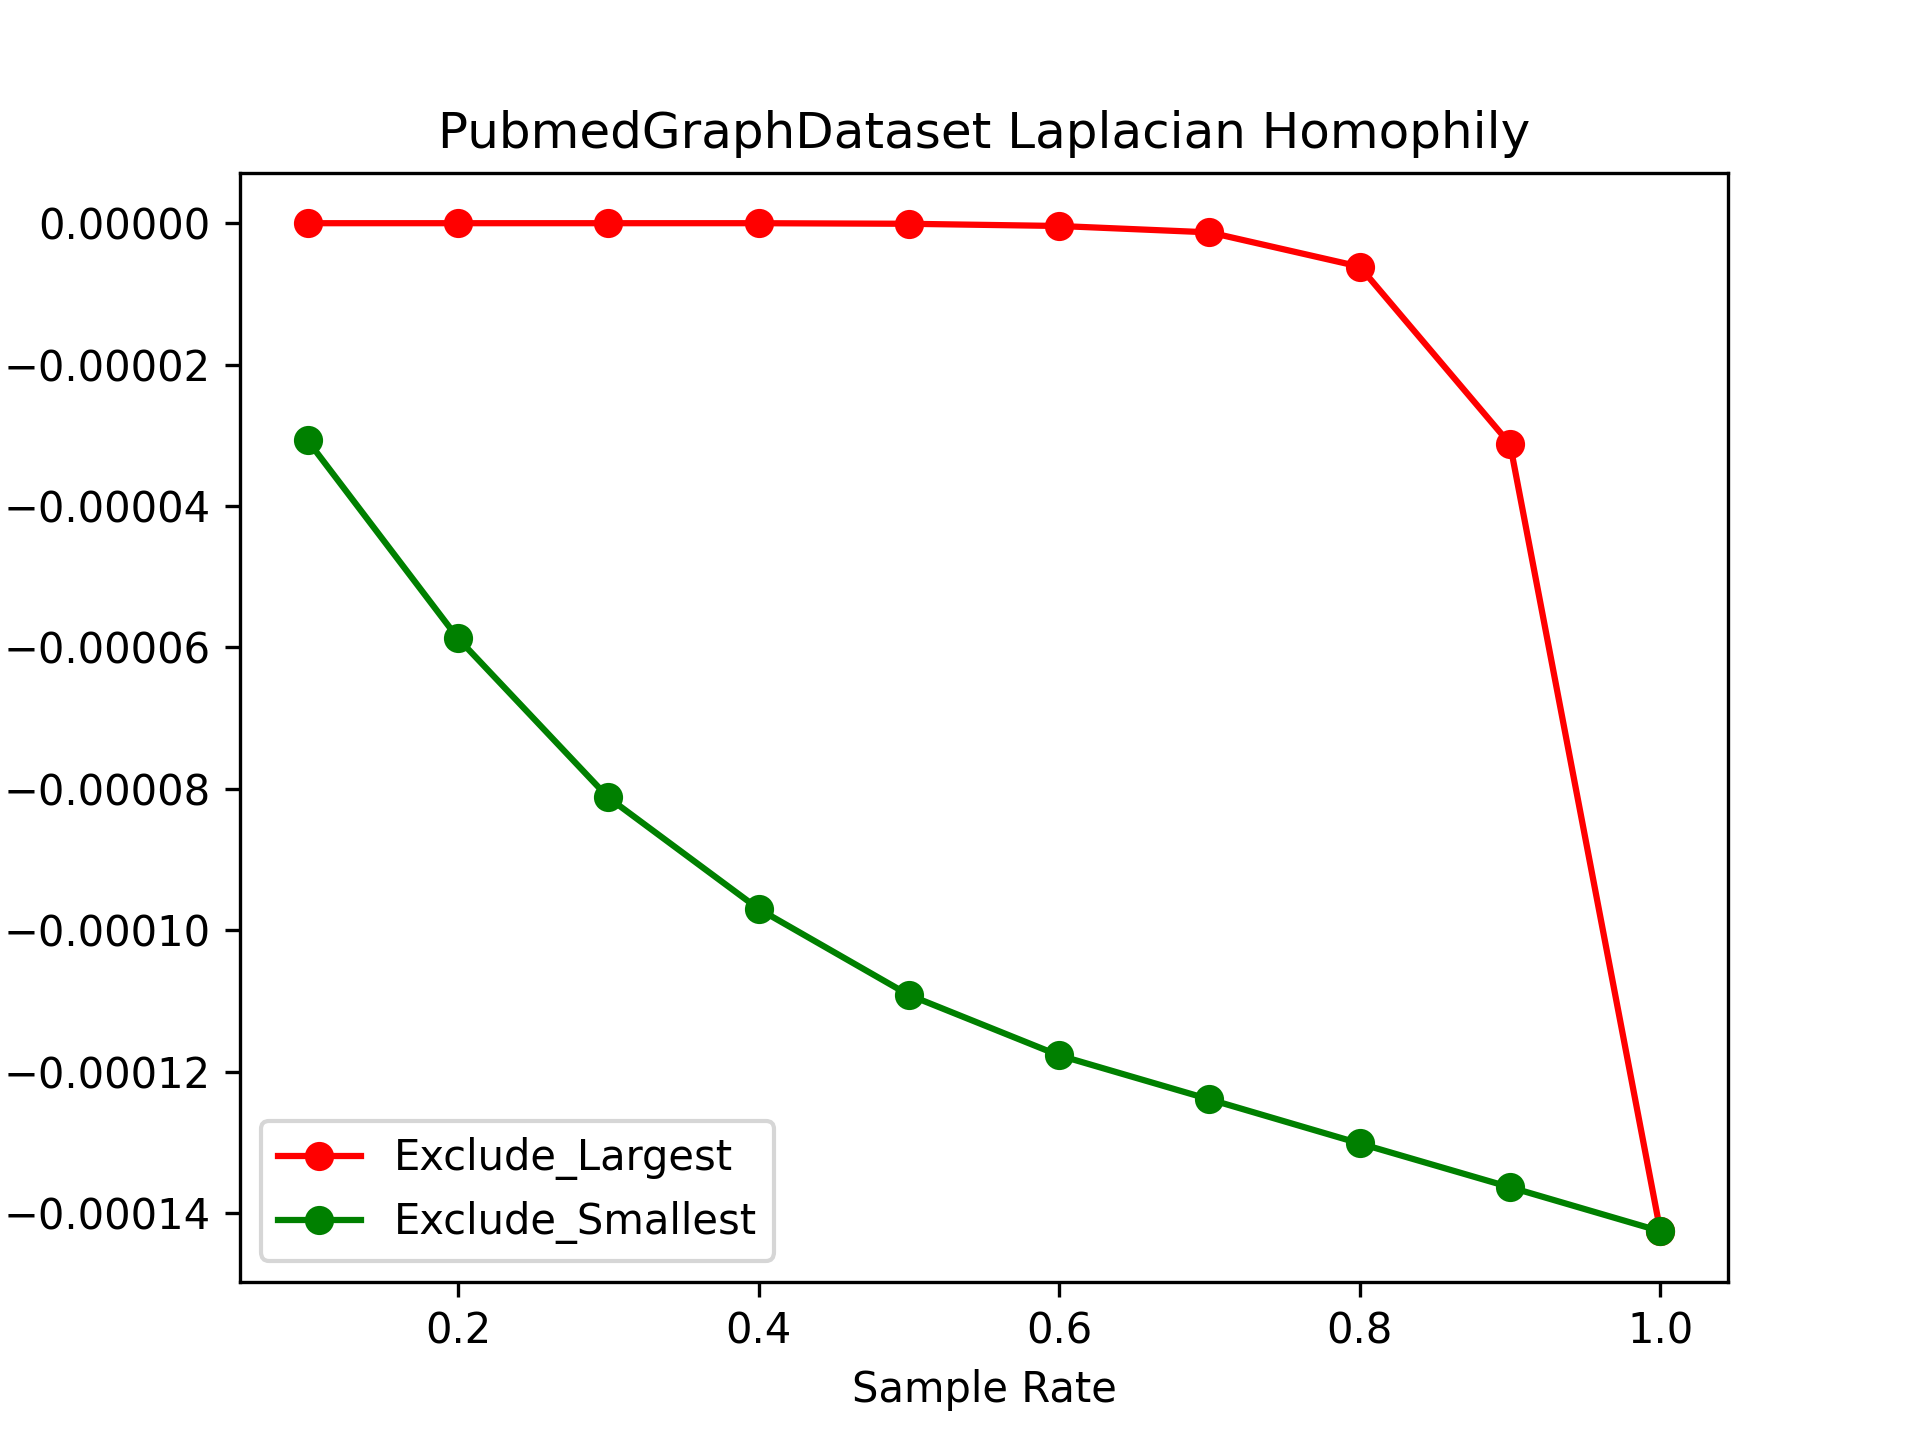 PubmedGraphDataset Laplacian Homophily
0.00000
−0.00002
−0.00004
−0.00006
−0.00008
−0.00010
−0.00012
−0.00014
Exclude_Largest
Exclude_Smallest
0.2 0.4 0.6 0.8 1.0
Sample Rate